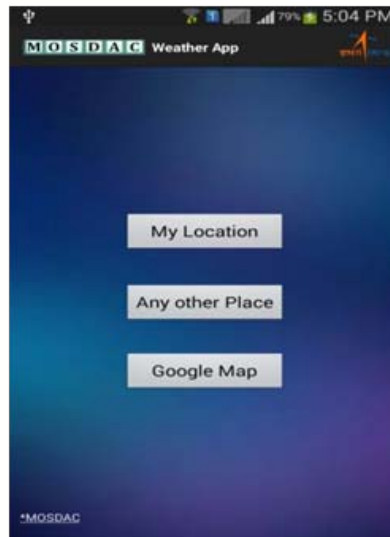 79% 5:04 PM
MOSDAC Weather App
My Location
Any other Place
Google Map
*MOSDAC